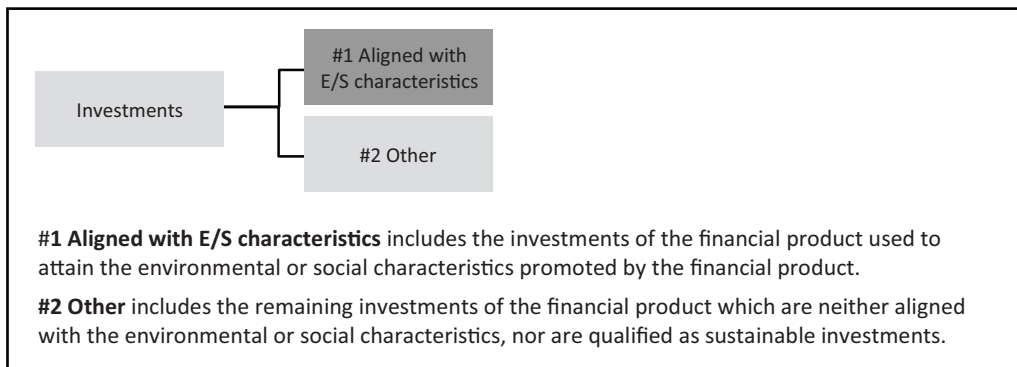 #1 Aligned with
E/S characteristics
Investments
#2 Other
#1 Aligned with E/S characteristics includes the investments of the financial product used to
attain the environmental or social characteristics promoted by the financial product.
#2 Other includes the remaining investments of the financial product which are neither aligned
with the environmental or social characteristics, nor are qualified as sustainable investments.